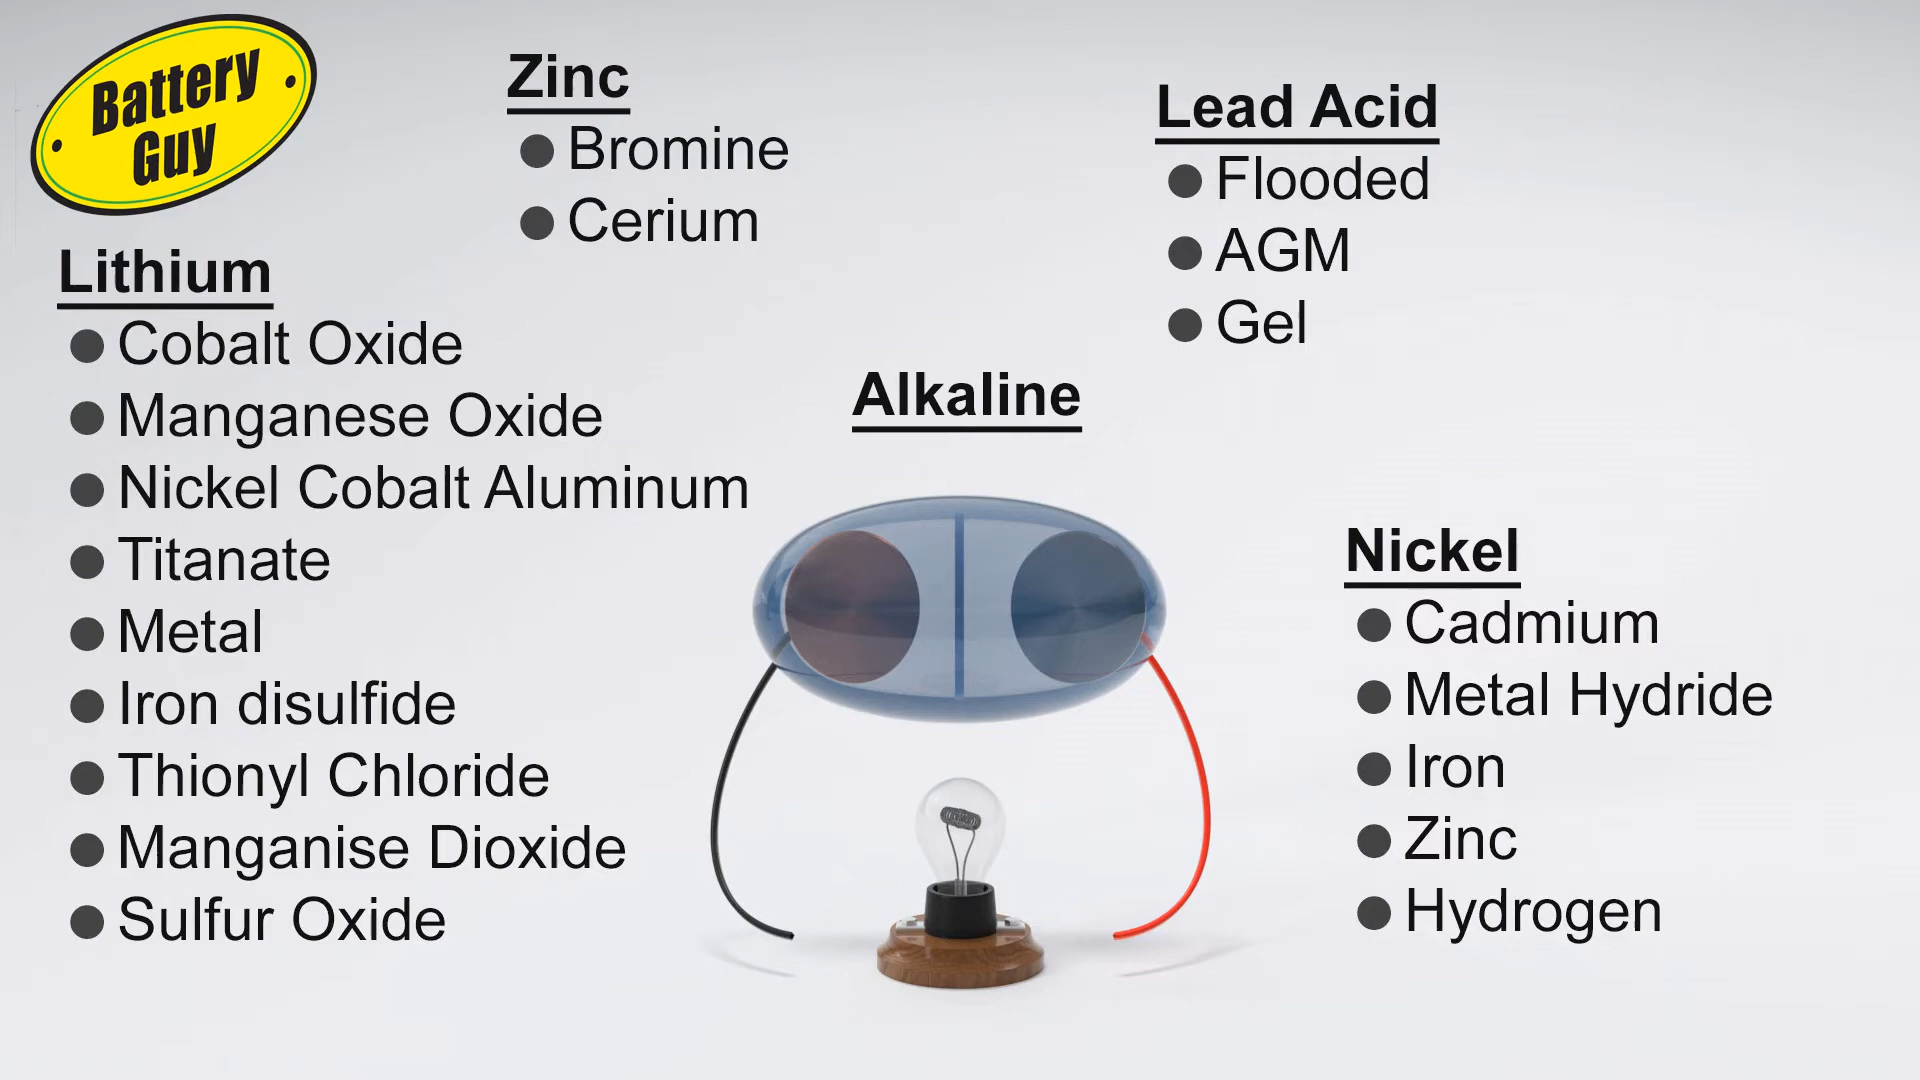 Battery
Guy
Zinc
Bromine
Cerium
Lead Acid
Flooded
AGM
Gel
Lithium
Cobalt Oxide
Manganese Oxide
Nickel Cobalt Aluminum
Titanate
Metal
Iron disulfide
Thionyl Chloride
Manganise Dioxide
Sulfur Oxide
Alkaline
Nickel
Cadmium
Metal Hydride
Iron
Zinc
Hydrogen